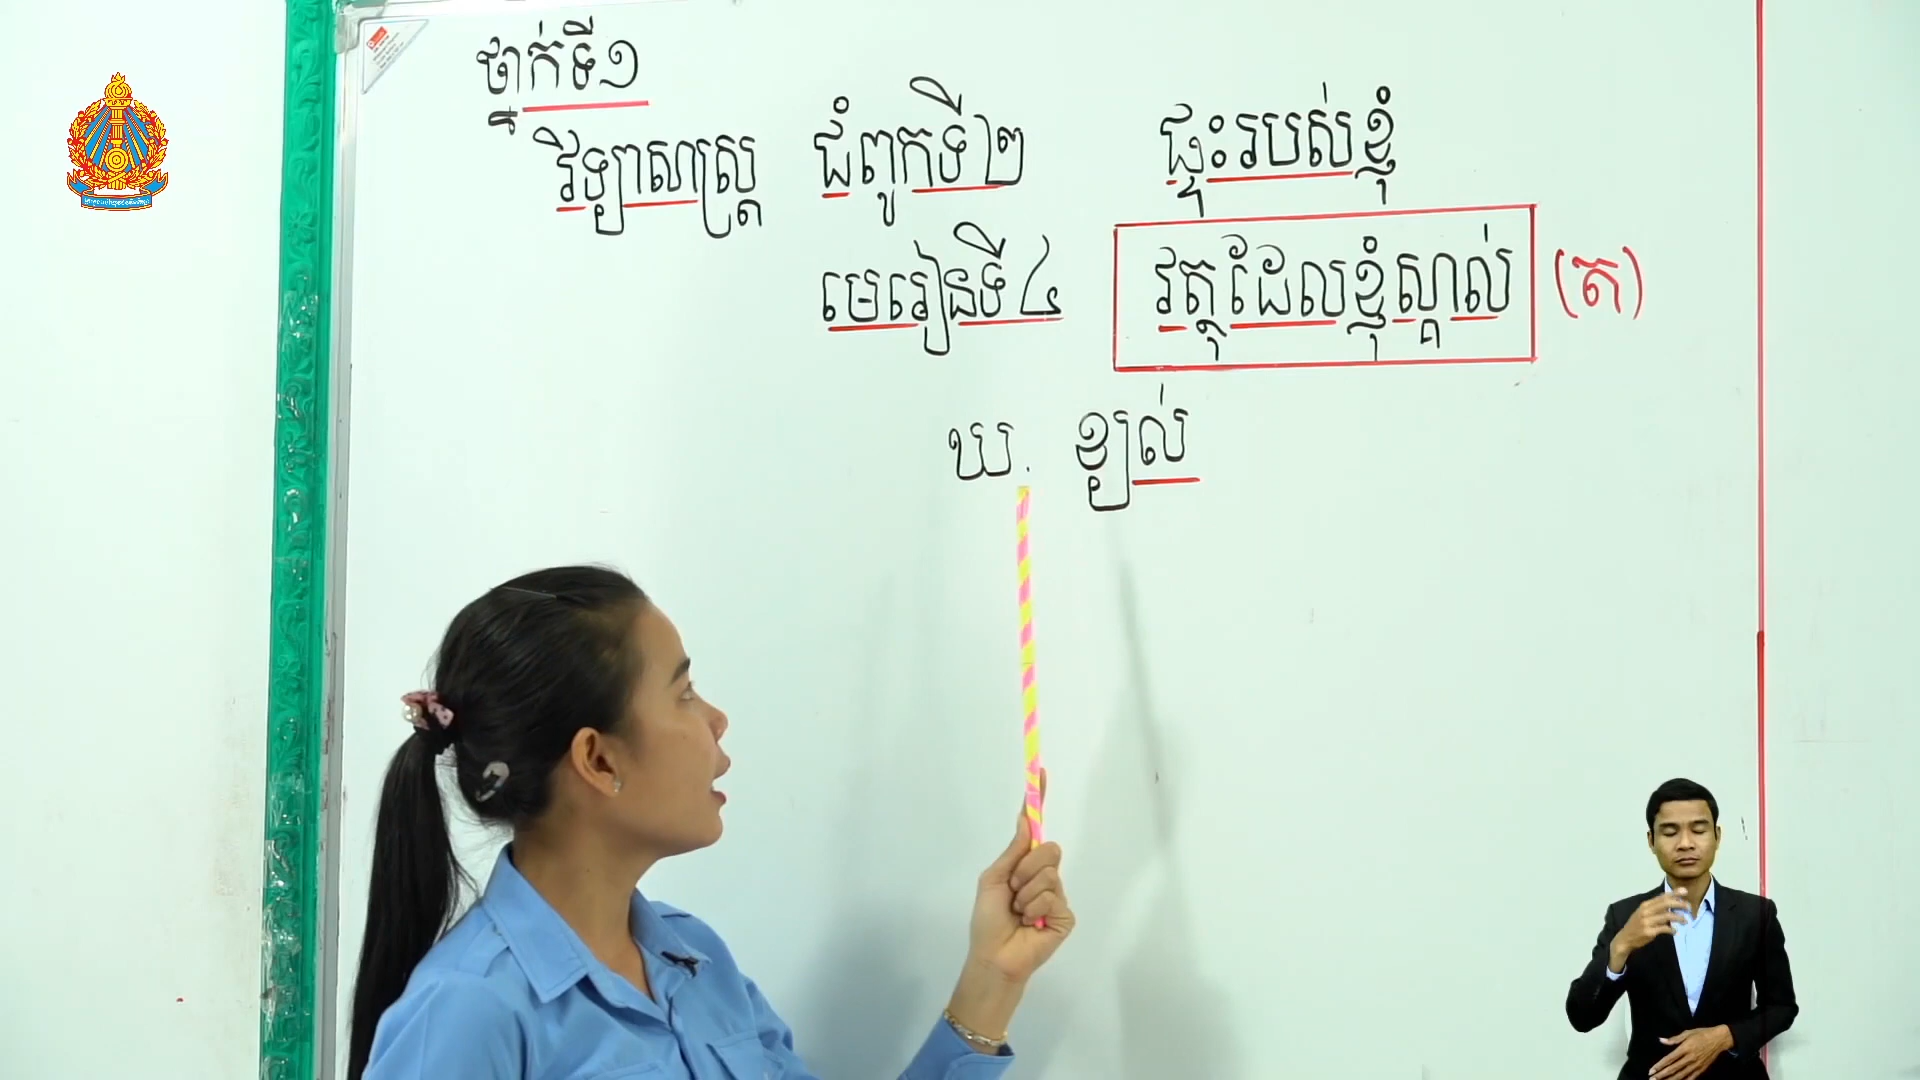 ថ្នាក់ទី១
វិទ្យាសាស្ត្រ ជំពូកទី២ ផ្ទះរបស់ខ្ញុំ
មេរៀនទី៤ វត្ថុដែលខ្ញុំស្គាល់ (ត)
ឃ. ខ្យល់